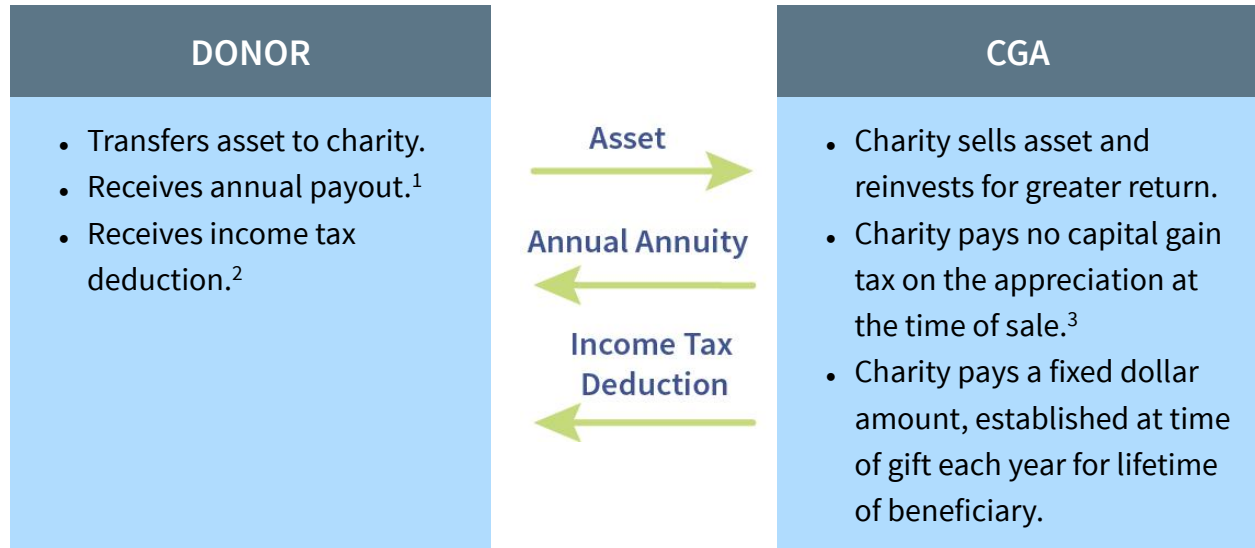 DONOR
• Transfers asset to charity.
• Receives annual payout.1
• Receives income tax
deduction.2
Asset
Annual Annuity
Income Tax
Deduction
CGA
• Charity sells asset and
reinvests for greater return.
• Charity pays no capital gain
tax on the appreciation at
the time of sale.3
• Charity pays a fixed dollar
amount, established at time
of gift each year for lifetime
of beneficiary.